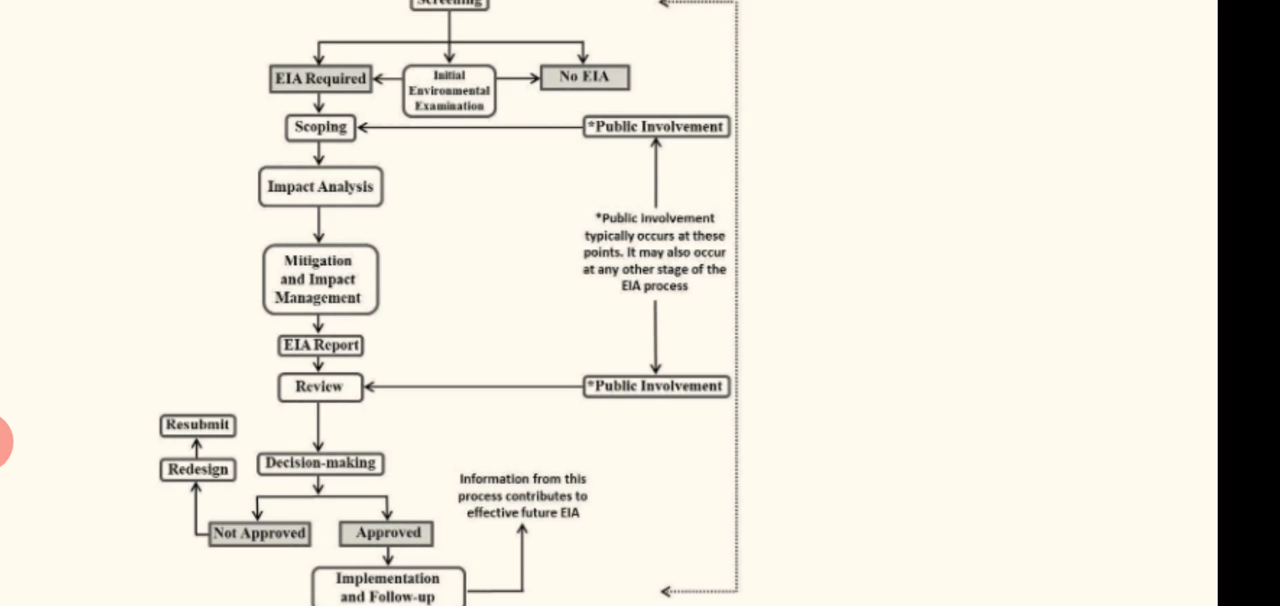 Screening
EIA Required
Initial
Environmental
Examination
No EIA
Scoping
*Public Involvement
Impact Analysis
*Public involvement
typically occurs at these
points. It may also occur
at any other stage of the
EIA process
Mitigation
and Impact
Management
EIA Report
Review
*Public Involvement
Resubmit
Redesign
Decision-making
Information from this
process contributes to
effective future EIA
Not Approved
Approved
Implementation
and Follow-up